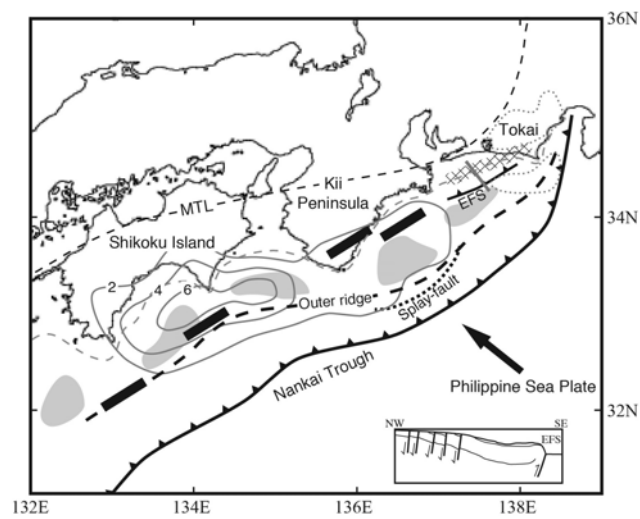 36N
Tokai
Kii
Peninsula
MTL
EFS
34N
Shikoku Island
2
4
6
Outer ridge
Splay-fault
Nankai Trough
Philippine Sea Plate
32N
NW
SE
EFS
132E
134E
136E
138E